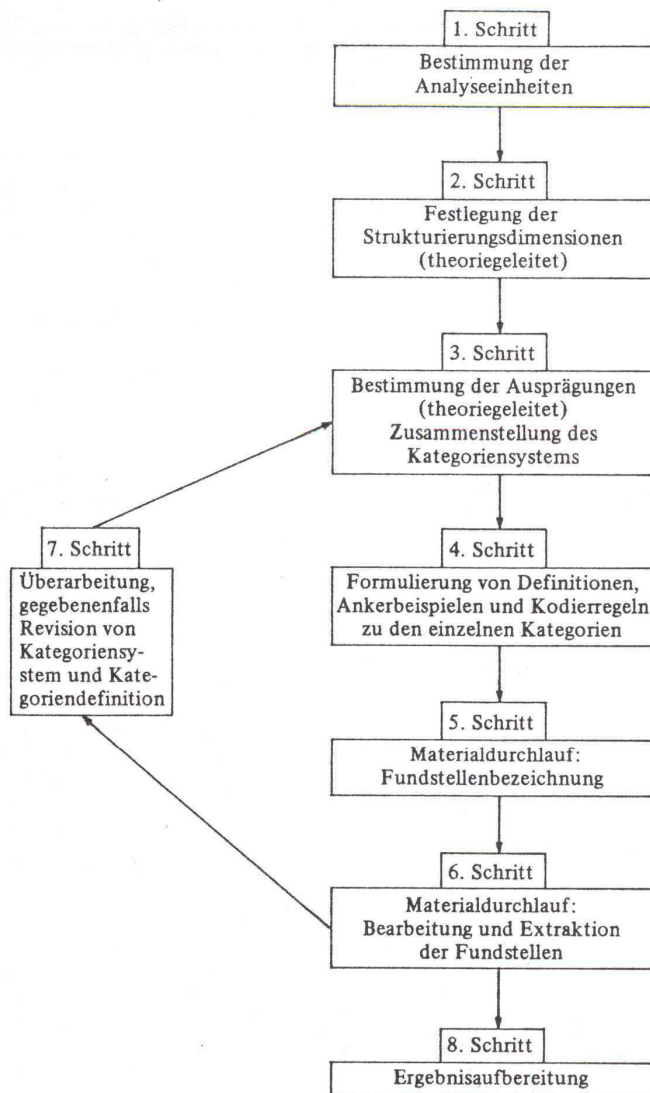 1. Schritt
Bestimmung der
Analyseeinheiten
2. Schritt
Festlegung der
Strukturierungsdimensionen
(theoriegeleitet)
3. Schritt
Bestimmung der Ausprägungen
(theoriegeleitet)
Zusammenstellung des
Kategoriensystems
4. Schritt
Formulierung von Definitionen,
Ankerbeispielen und Kodierregeln
zu den einzelnen Kategorien
5. Schritt
Materialdurchlauf:
Fundstellenbezeichnung
6. Schritt
Materialdurchlauf:
Bearbeitung und Extraktion
der Fundstellen
7. Schritt
Überarbeitung,
gegebenenfalls
Revision von
Kategoriensy-
stem und Kate-
goriendefinition
8. Schritt
Ergebnisaufbereitung